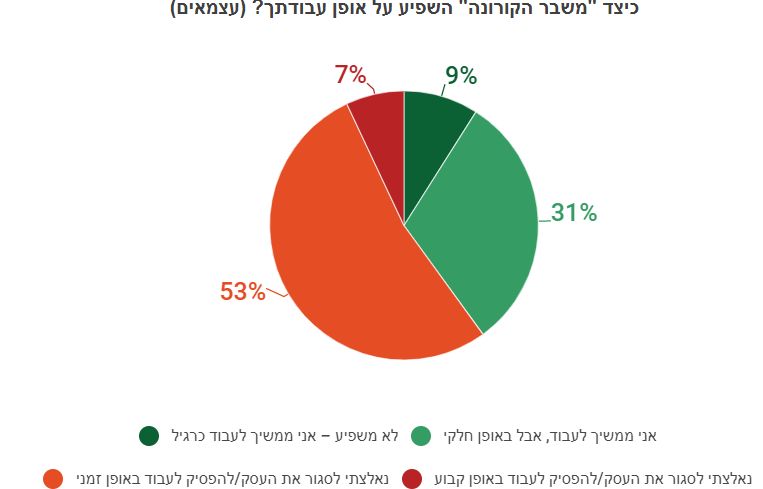 כיצד "משבר הקורונה" השפיע על אופן עבודתך? (עצמאים)
7%
9%
31%
53%
אני ממשיך לעבוד, אבל באופן חלקי
לא משפיע – אני ממשיך לעבוד כרגיל
נאלצתי לסגור את העסק/להפסיק לעבוד באופן קבוע
נאלצתי לסגור את העסק/להפסיק לעבוד באופן זמני